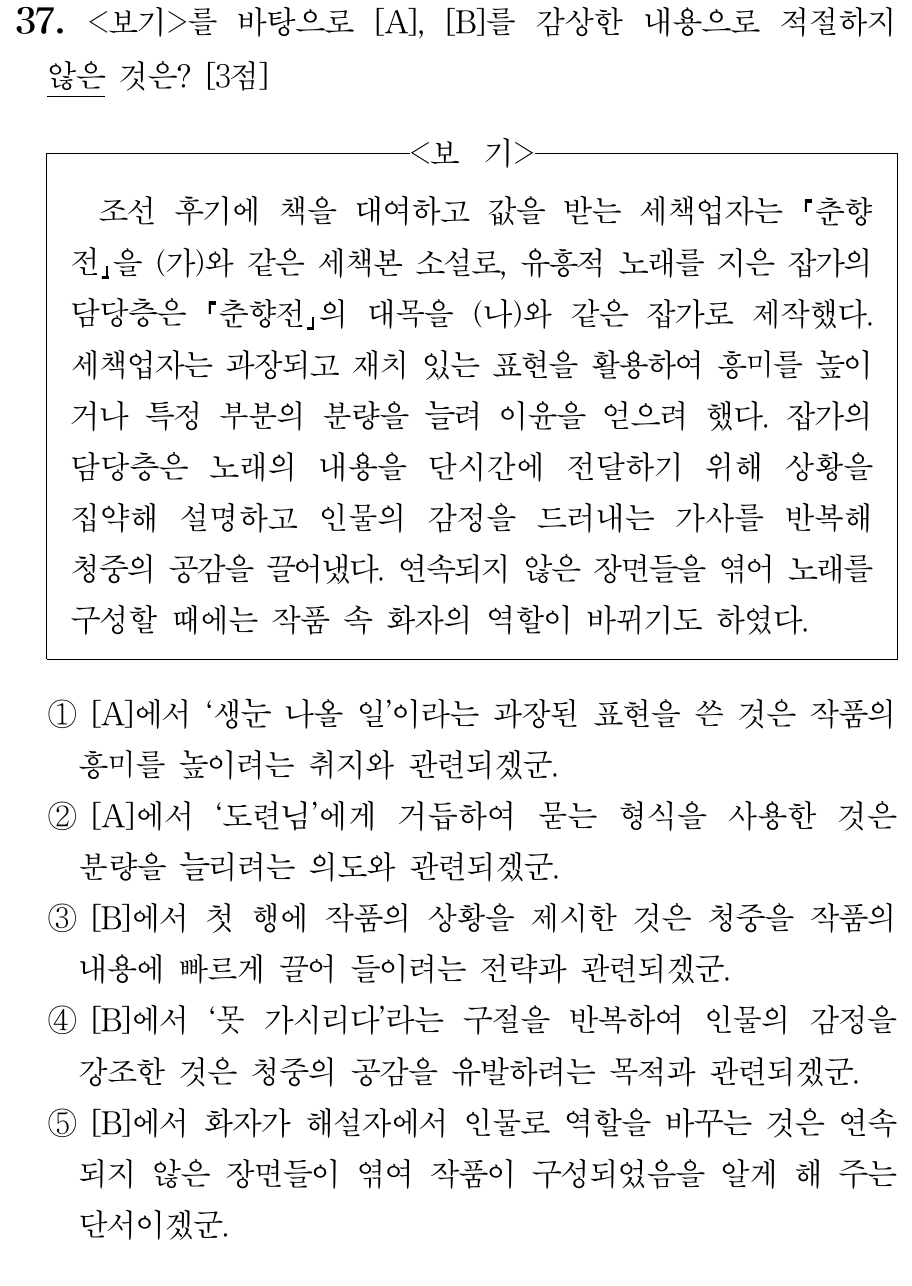 37. <보기>를 바탕으로 [A], [B]를 감상한 내용으로 적절하지
않은 것은? [3점]
<보 기>
조선 후기에 책을 대여하고 값을 받는 세책업자는 『춘향
전』을 (가)와 같은 세책본 소설로, 유흥적 노래를 지은 잡가의
담당층은 『춘향전』의 대목을 (나)와 같은 잡가로 제작했다.
세책업자는 과장되고 재치 있는 표현을 활용하여 흥미를 높이
거나 특정 부분의 분량을 늘려 이윤을 얻으려 했다. 잡가의
담당층은 노래의 내용을 단시간에 전달하기 위해 상황을
집약해 설명하고 인물의 감정을 드러내는 가사를 반복해
청중의 공감을 끌어냈다. 연속되지 않은 장면들을 엮어 노래를
구성할 때에는 작품 속 화자의 역할이 바뀌기도 하였다.
① [A]에서 ‘생눈 나올 일’이라는 과장된 표현을 쓴 것은 작품의
흥미를 높이려는 취지와 관련되겠군.
② [A]에서 ‘도련님’에게 거듭하여 묻는 형식을 사용한 것은
분량을 늘리려는 의도와 관련되겠군.
③ [B]에서 첫 행에 작품의 상황을 제시한 것은 청중을 작품의
내용에 빠르게 끌어 들이려는 전략과 관련되겠군.
④ [B]에서 ‘못 가시리다’라는 구절을 반복하여 인물의 감정을
강조한 것은 청중의 공감을 유발하려는 목적과 관련되겠군.
⑤ [B]에서 화자가 해설자에서 인물로 역할을 바꾸는 것은 연속
되지 않은 장면들이 엮여 작품이 구성되었음을 알게 해 주는
단서이겠군.